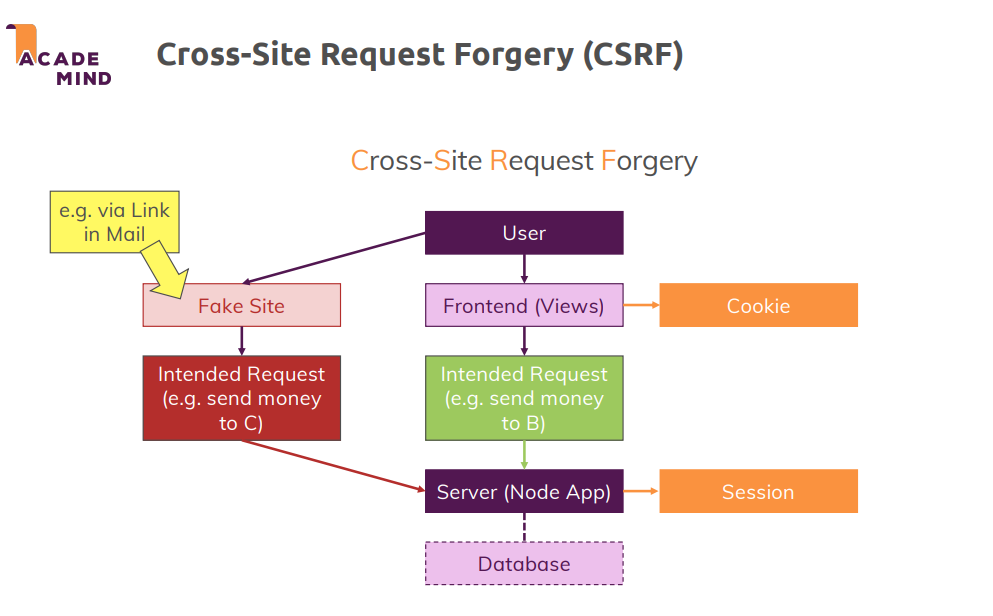 ACADE
MIND
Cross-Site Request Forgery (CSRF)
Cross-Site Request Forgery
e.g. via Link
in Mail
User
Fake Site
Frontend (Views)
Cookie
Intended Request
(e.g. send money
to C)
Intended Request
(e.g. send money
to B)
Server (Node App)
Session
Database